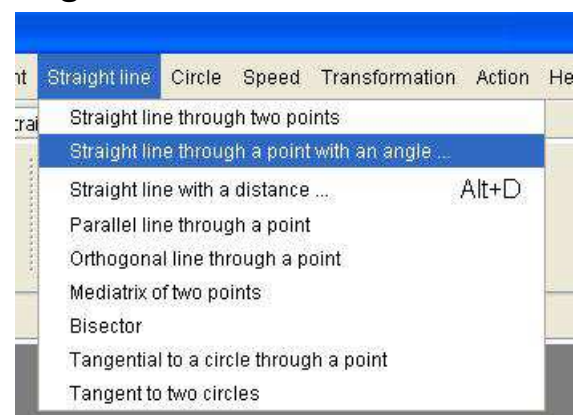 Straight line Circle Speed Transformation Action
Straight line through two points
Straight line through a point with an angle ...
Straight line with a distance ... Alt+D
Parallel line through a point
Orthogonal line through a point
Mediatrix of two points
Bisector
Tangential to a circle through a point
Tangent to two circles